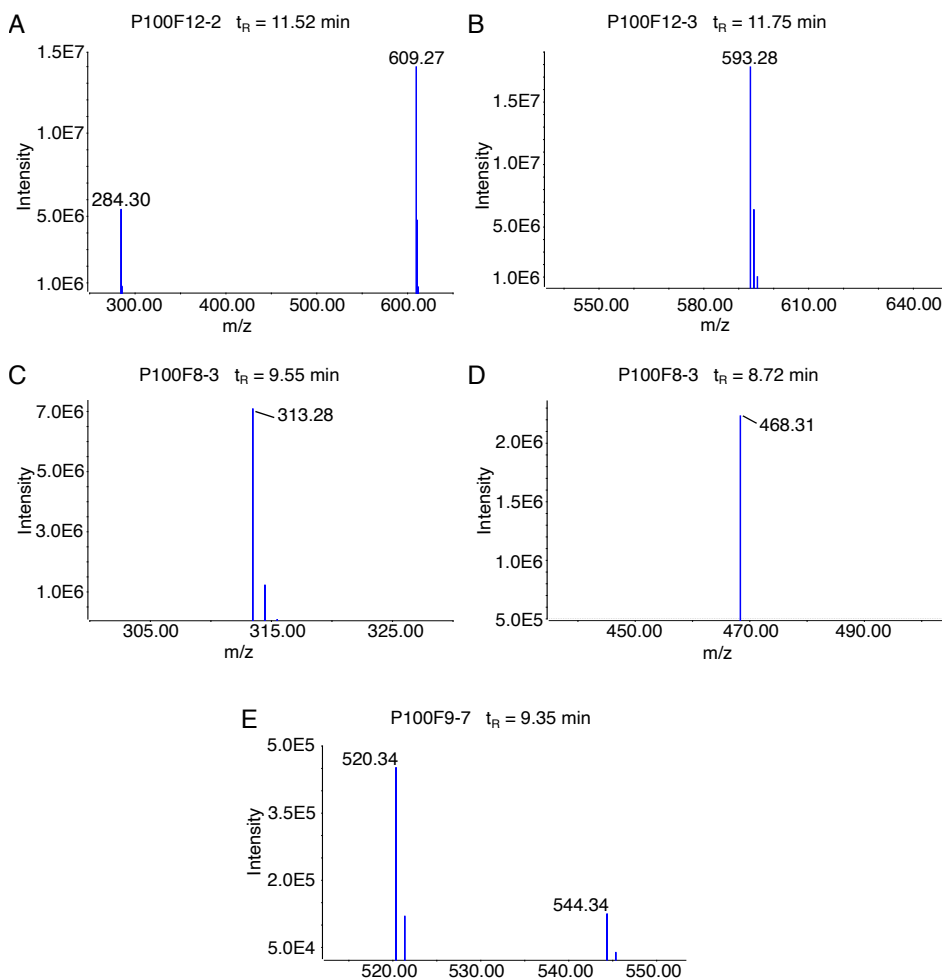 A P100F12-2 tR = 11.52 min
1.5E7
1.0E7
5.0E6
1.0E6
Intensity
284.30
609.27
300.00 400.00 500.00 600.00
m/z
B P100F12-3 tR = 11.75 min
1.5E7
1.0E7
5.0E6
1.0E6
Intensity
593.28
550.00 580.00 610.00 640.00
m/z
C P100F8-3 tR = 9.55 min
7.0E6
5.0E6
3.0E6
1.0E6
Intensity
313.28
305.00 315.00 325.00
m/z
D P100F8-3 tR = 8.72 min
2.0E6
1.5E6
1.0E6
5.0E5
Intensity
468.31
450.00 470.00 490.00
m/z
E P100F9-7 tR = 9.35 min
5.0E5
3.5E5
2.0E5
5.0E4
Intensity
520.34
544.34
520.00 530.00 540.00 550.00